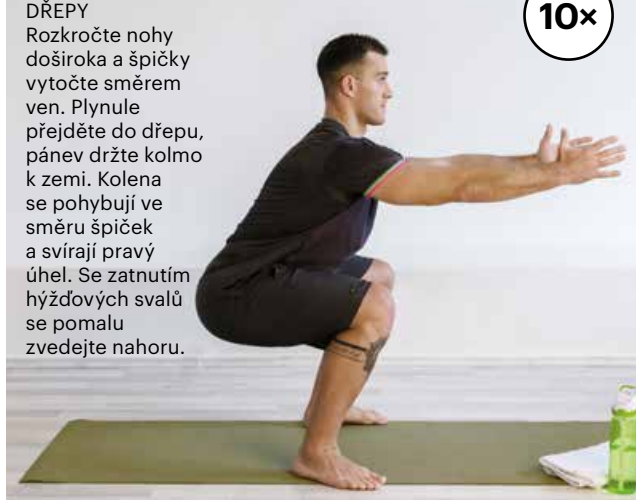 DŘEPY
Rozkročte nohy
doširoka a špičky
vytočte směrem
ven. Plynule
přejděte do dřepu,
pánev držte kolmo
k zemi. Kolena
se pohybují ve
směru špiček
a svírají pravý
úhel. Se zatnutím
hýžďových svalů
se pomalu
zvedejte nahoru.
10×